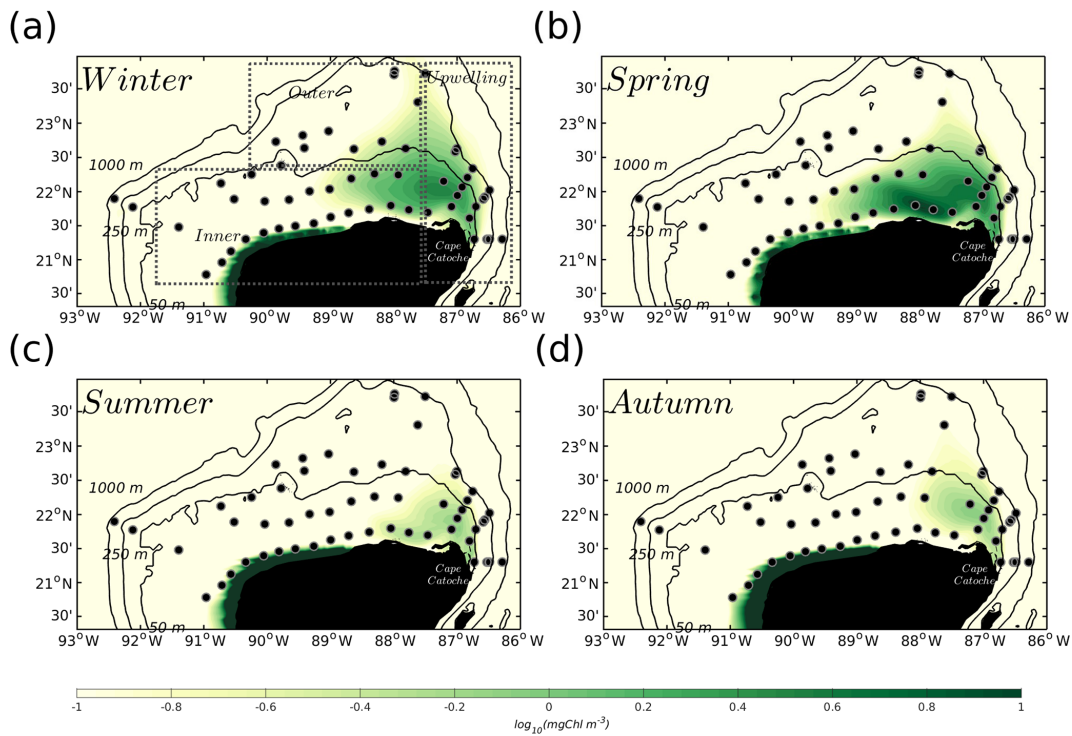 (a)
(b)
Winter
Outer
Upwelling
Inner
Cape
Catoche
1000 m
250 m
50 m
30'
23°N
30'
22°N
30'
21°N
30'
93°W 92°W 91°W 90°W 89°W 88°W 87°W 86°W
Spring
Cape
Catoche
1000 m
250 m
50 m
30'
23°N
30'
22°N
30'
21°N
30'
93°W 92°W 91°W 90°W 89°W 88°W 87°W 86°W
(c)
(d)
Summer
Cape
Catoche
1000 m
250 m
50 m
30'
23°N
30'
22°N
30'
21°N
30'
93°W 92°W 91°W 90°W 89°W 88°W 87°W 86°W
Autumn
Cape
Catoche
1000 m
250 m
50 m
30'
23°N
30'
22°N
30'
21°N
30'
93°W 92°W 91°W 90°W 89°W 88°W 87°W 86°W
-1 -0.8 -0.6 -0.4 -0.2 0 0.2 0.4 0.6 0.8 1
log10(mgChl m-3)